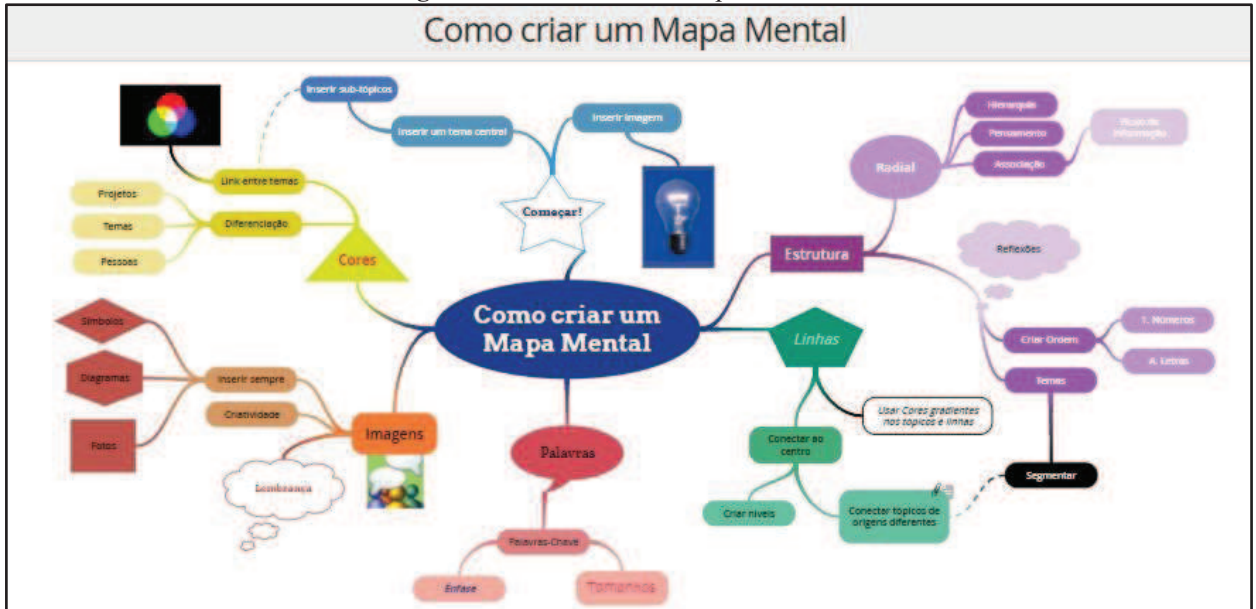 Como criar um Mapa Mental
Inserir sub-tópicos
Inserir um tema central
Inserir imagem
Começar!
Link entre temas
Projetos
Temas
Pessoas
Diferenciação
Cores
Hierarquia
Pensamento
Associação
Radial
Estrutura
Reflexões
Criar Ordem
1. Números
A. Letras
Temas
Segmentar
Como criar um
Mapa Mental
Linhas
Usar Cores gradientes
nos tópicos e linhas
Conectar ao
centro
Criar níveis
Conectar tópicos de
origens diferentes
Símbolos
Diagramas
Fotos
Inserir sempre
Criatividade
Imagens
Lembrança
Palavras
Palavras-Chave
Ênfase
Tamanhos